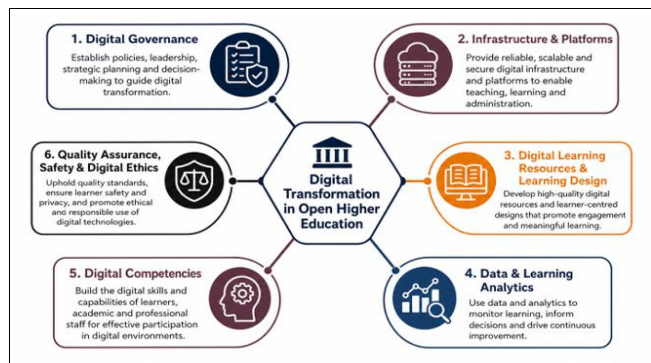 1. Digital Governance
Establish policies, leadership,
strategic planning and decision-
making to guide digital
transformation.
2. Infrastructure & Platforms
Provide reliable, scalable and
secure digital infrastructure
and platforms to enable
teaching, learning and
administration.
6. Quality Assurance,
Safety & Digital Ethics
Uphold quality standards,
ensure learner safety and
privacy, and promote ethical
and responsible use of
digital technologies.
Digital
Transformation
in Open Higher
Education
3. Digital Learning
Resources &
Learning Design
Develop high-quality digital
resources and learner-centred
designs that promote engagement
and meaningful learning.
5. Digital Competencies
Build the digital skills and
capabilities of learners,
academic and professional
staff for effective participation
in digital environments.
4. Data & Learning
Analytics
Use data and analytics to
monitor learning, inform
decisions and drive continuous
improvement.